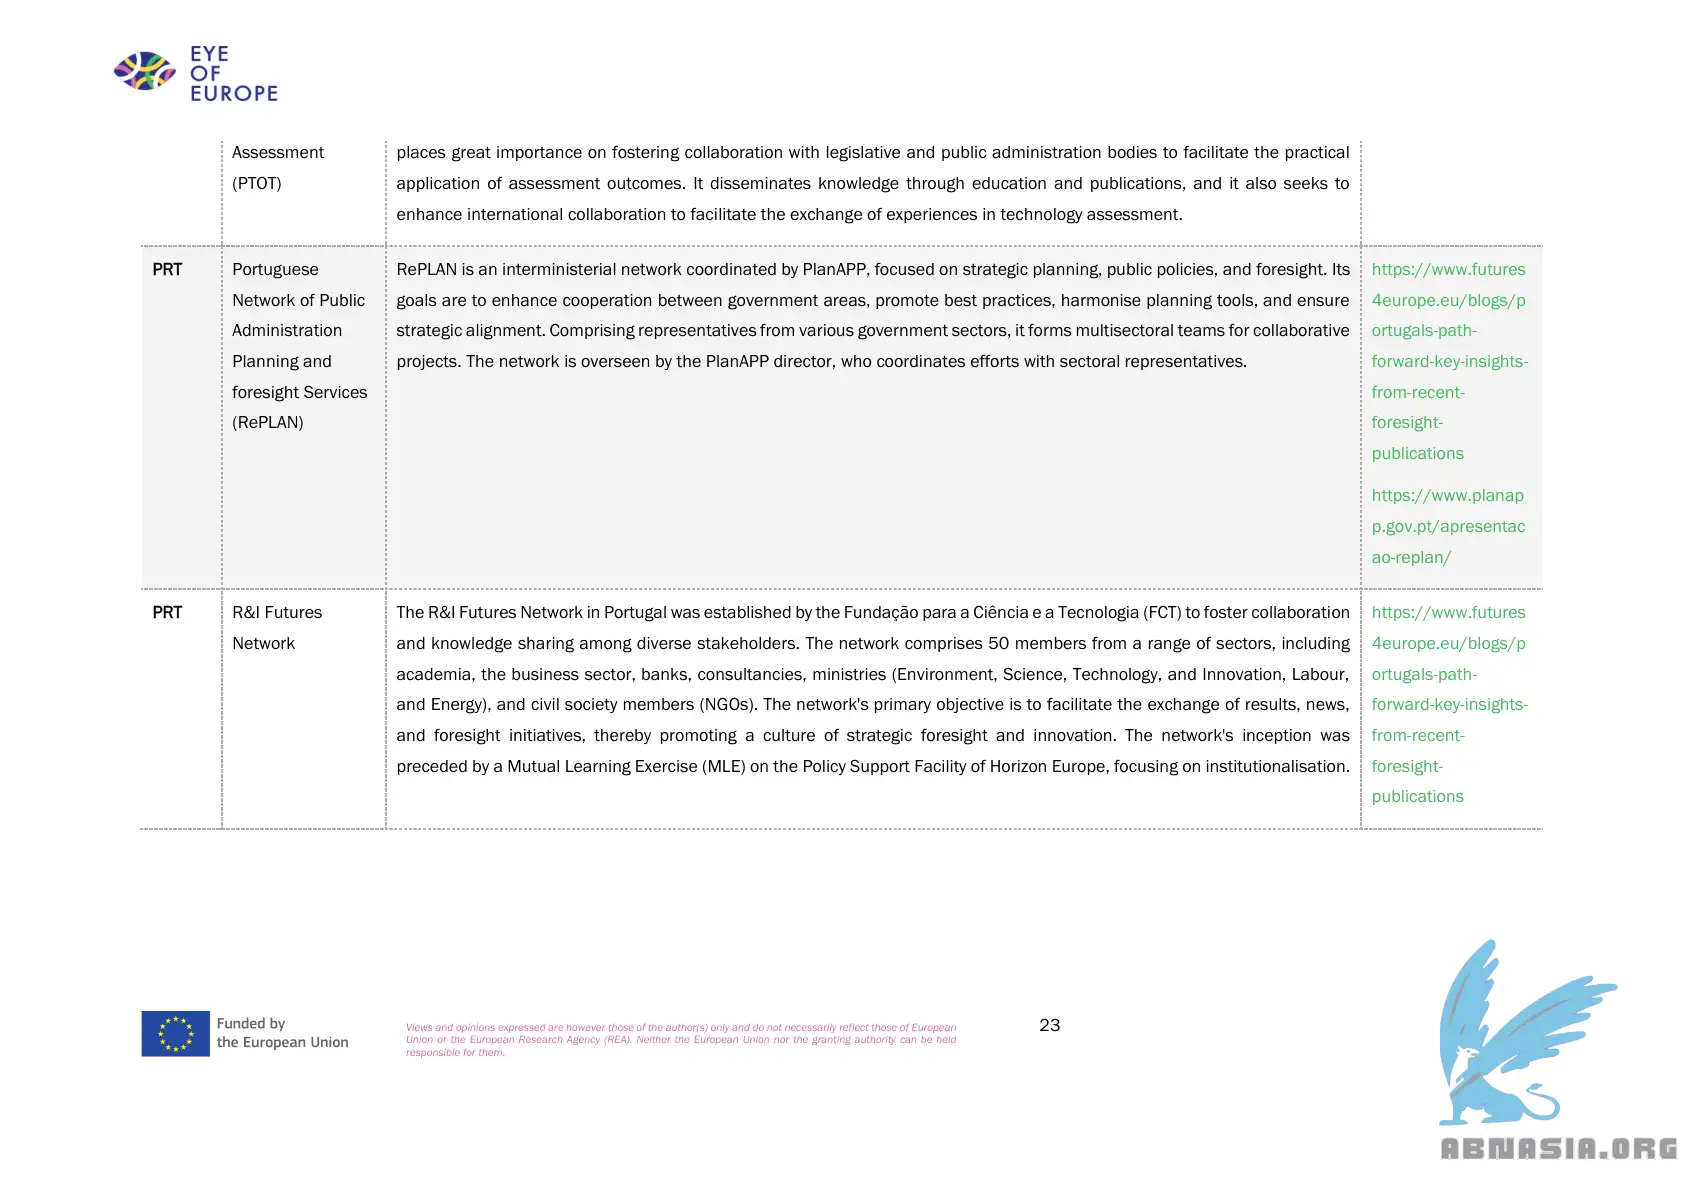 EYE
OF
EUROPE
Assessment
(PTOT)
places great importance on fostering collaboration with legislative and public administration bodies to facilitate the practical
application of assessment outcomes. It disseminates knowledge through education and publications, and it also seeks to
enhance international collaboration to facilitate the exchange of experiences in technology assessment.
PRT
Portuguese
Network of Public
Administration
Planning and
foresight Services
(RePLAN)
RePLAN is an interministerial network coordinated by PlanAPP, focused on strategic planning, public policies, and foresight. Its
goals are to enhance cooperation between government areas, promote best practices, harmonise planning tools, and ensure
strategic alignment. Comprising representatives from various government sectors, it forms multisectoral teams for collaborative
projects. The network is overseen by the PlanAPP director, who coordinates efforts with sectoral representatives.
https://www.futures
4europe.eu/blogs/p
ortugals-path-
forward-key-insights-
from-recent-
foresight-
publications
https://www.planap
p.gov.pt/apresentac
ao-replan/
PRT
R&I Futures
Network
The R&I Futures Network in Portugal was established by the Fundação para a Ciência e a Tecnologia (FCT) to foster collaboration
and knowledge sharing among diverse stakeholders. The network comprises 50 members from a range of sectors, including
academia, the business sector, banks, consultancies, ministries (Environment, Science, Technology, and Innovation, Labour,
and Energy), and civil society members (NGOs). The network's primary objective is to facilitate the exchange of results, news,
and foresight initiatives, thereby promoting a culture of strategic foresight and innovation. The network's inception was
preceded by a Mutual Learning Exercise (MLE) on the Policy Support Facility of Horizon Europe, focusing on institutionalisation.
https://www.futures
4europe.eu/blogs/p
ortugals-path-
forward-key-insights-
from-recent-
foresight-
publications
Funded by
the European Union
Views and opinions expressed are however those of the author(s) only and do not necessarily reflect those of European
Union or the European Research Agency (REA). Neither the European Union nor the granting authority can be held
responsible for them.
23
ABNASIA.ORG